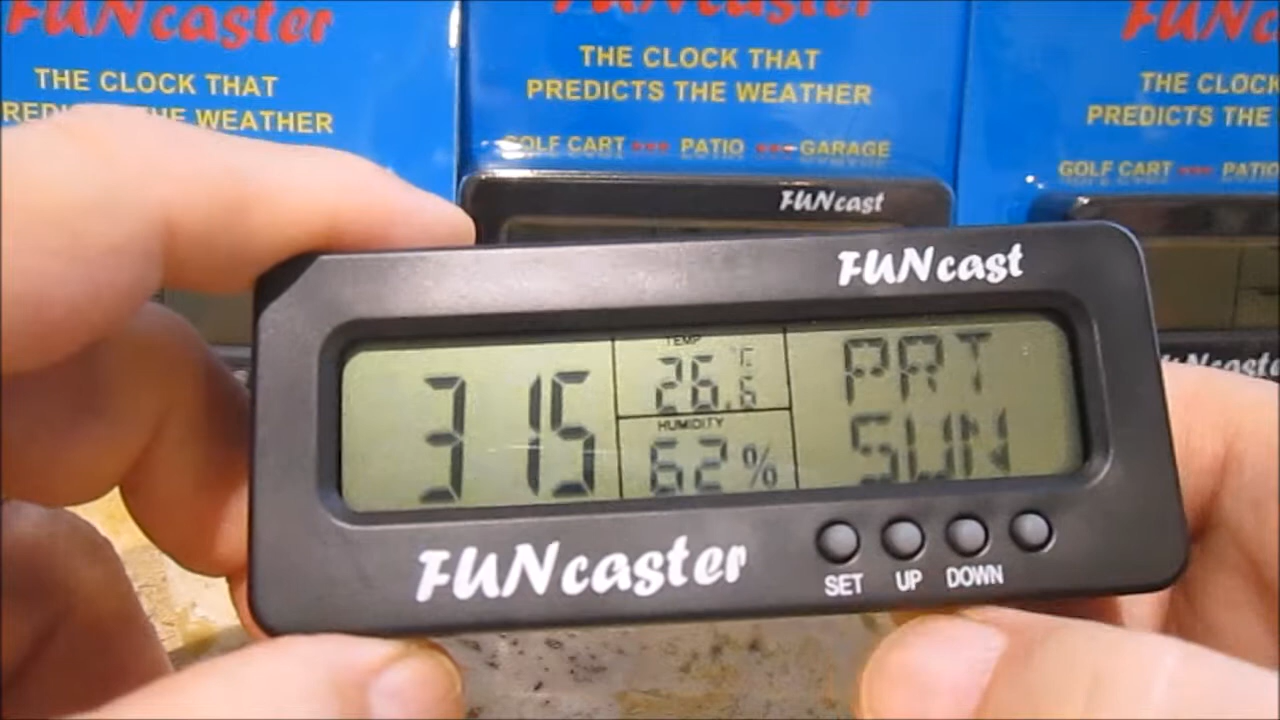 FUNcaster
THE CLOCK THAT
PREDICTS THE WEATHER
GOLF CART PATIO GARAGE
FUNcast
THE CLOCK THAT
THE WEATHER
THE CLOCK
PREDICTS THE
GOLF CART PATIO
FUNcast
TEMP
3 15
26.6 °C
HUMIDITY
62%
PRT
SUN
FUNcaster
SET UP DOWN